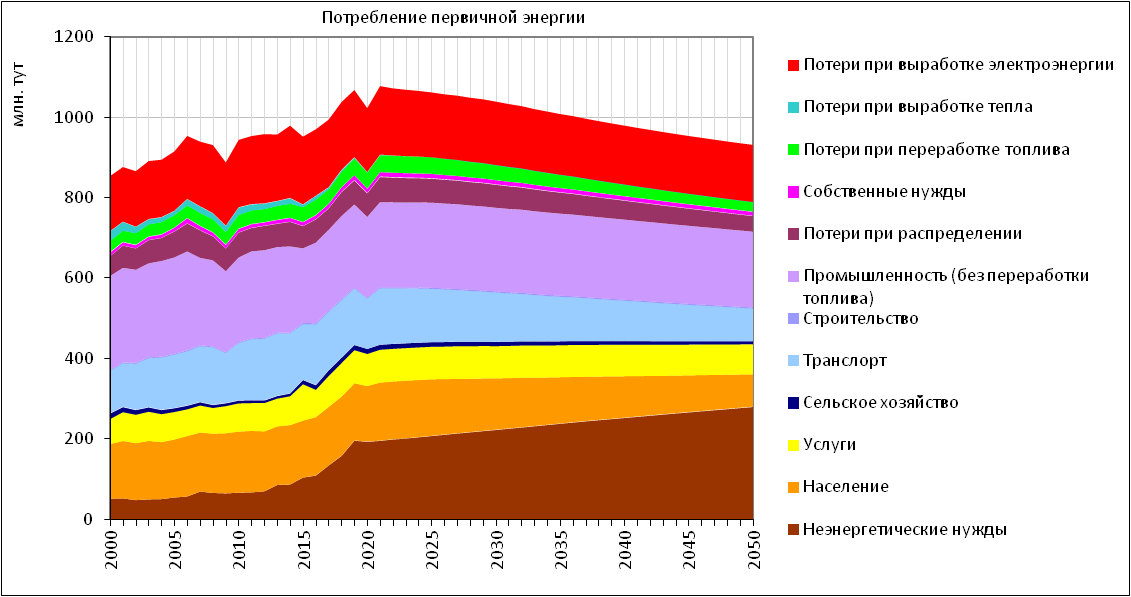 Потребление первичной энергии
млн. тут
1200
1000
800
600
400
200
0
2000
2005
2010
2015
2020
2025
2030
2035
2040
2045
2050
Потери при выработке электроэнергии
Потери при выработке тепла
Потери при переработке топлива
Собственные нужды
Потери при распределении
Промышленность (без переработки
топлива)
Строительство
Транспорт
Сельское хозяйство
Услуги
Население
Неэнергетические нужды